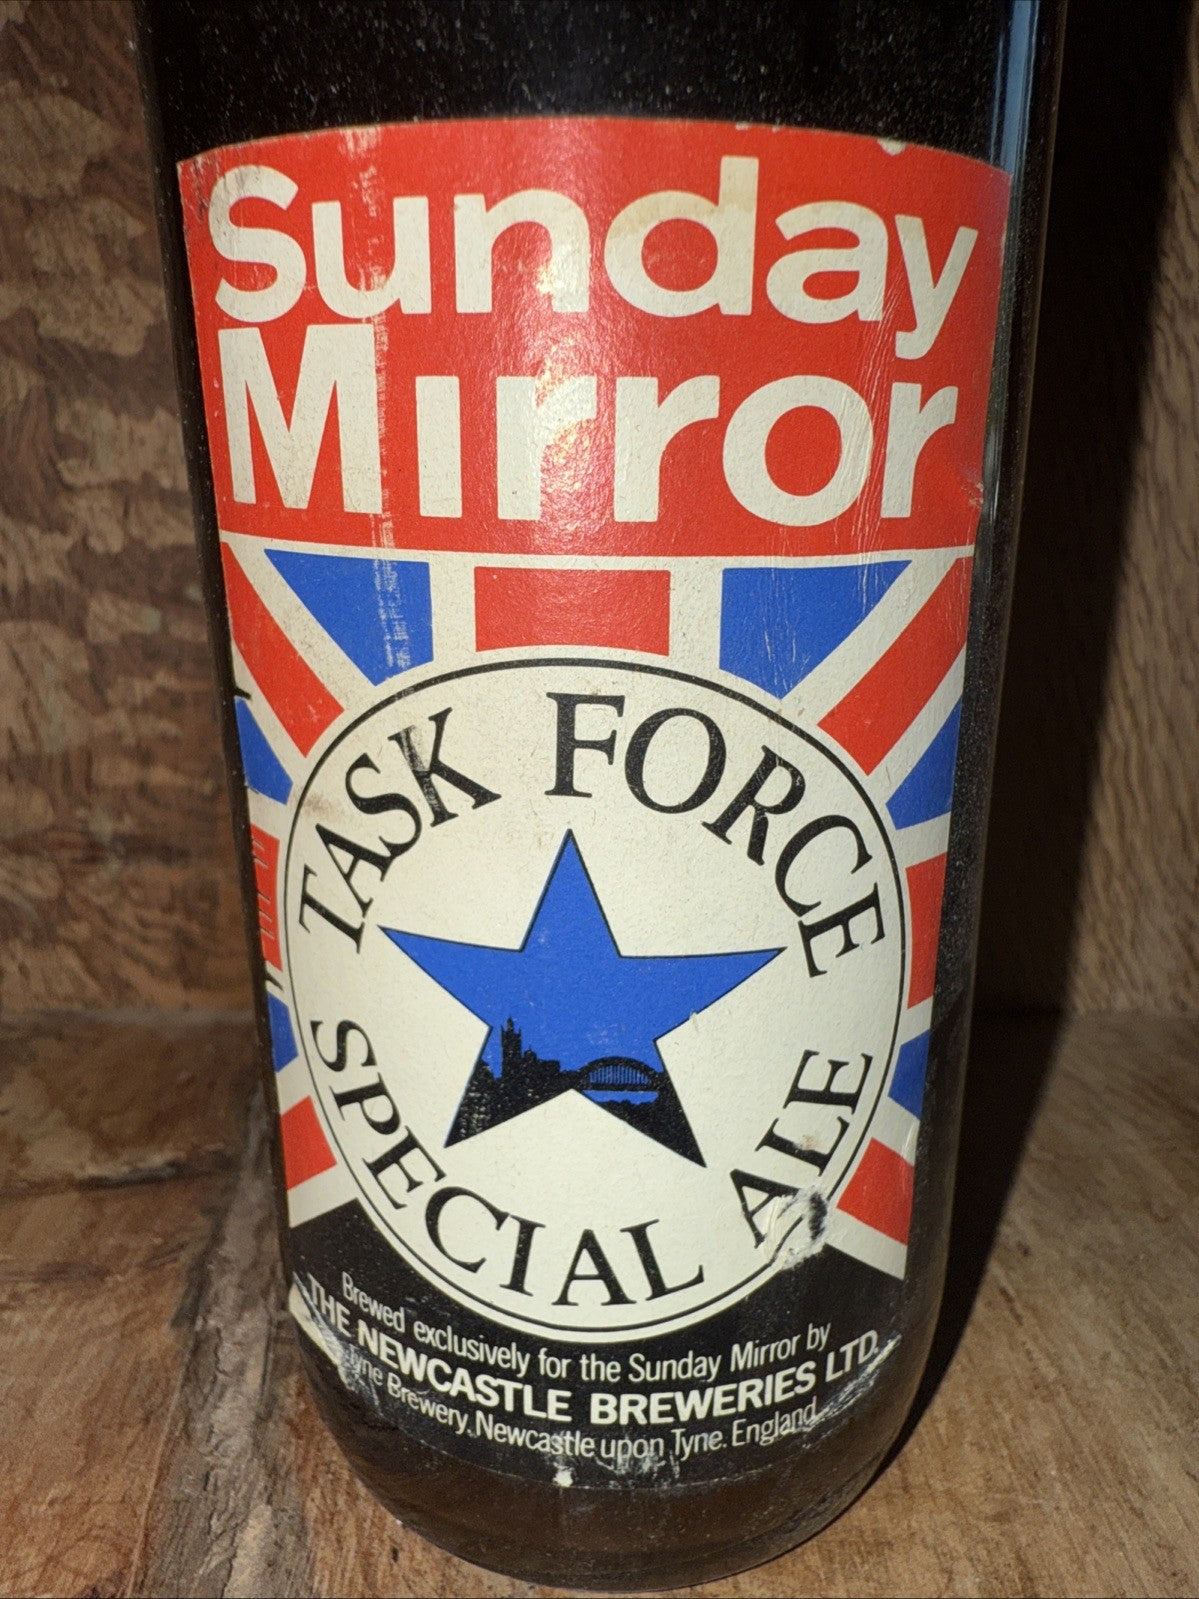 Sunday
Mirror
TASK FORCE
SPECIAL ALE
Brewed exclusively for the Sunday Mirror by
THE NEWCASTLE BREWERIES LTD.
Tyne Brewery. Newcastle upon Tyne. England